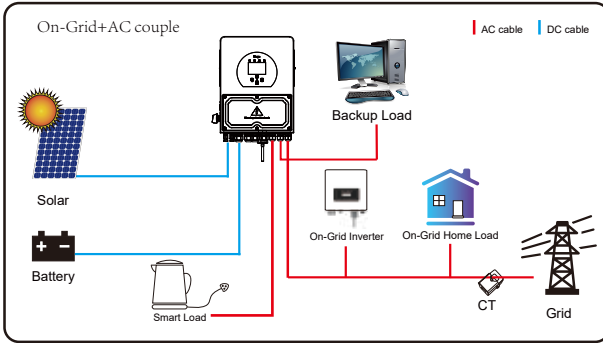 On-Grid+AC couple
AC cable
DC cable
Backup Load
Solar
On-Grid Inverter
On-Grid Home Load
Battery
Smart Load
CT
Grid